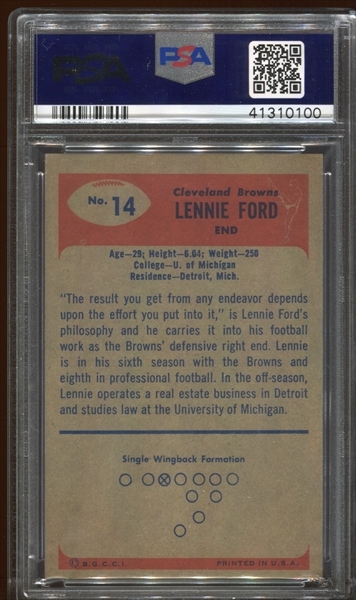 PSA
PSA
41310100
No. 14
Cleveland Browns
LENNIE FORD
END
Age—29; Height—6.04; Weight—250
College—U. of Michigan
Residence—Detroit, Mich.
"The result you get from any endeavor depends
upon the effort you put into it," is Lennie Ford's
philosophy and he carries it into his football
work as the Browns' defensive right end. Lennie
is in his sixth season with the Browns and
eighth in professional football. In the off-season,
Lennie operates a real estate business in Detroit
and studies law at the University of Michigan.
Single Wingback Formation
© B.G.C.C.I.
PRINTED IN U.S.A.